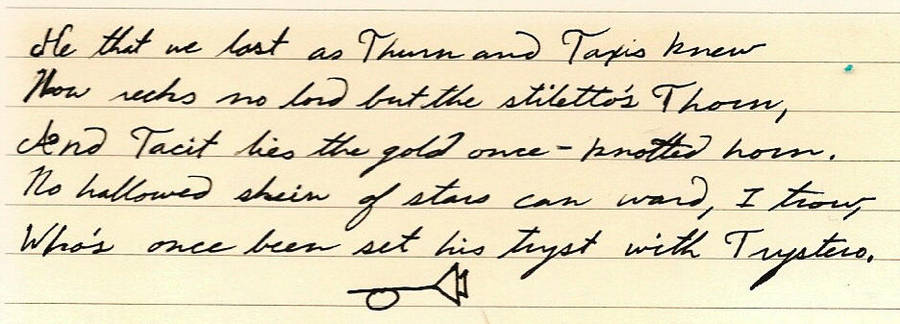 He that we last as Thurn and Taxis knew
Now recks no lord but the stiletto's Thorn,
And Tacit lies the gold once-knotted horn.
No hallowed skein of stars can ward, I trow,
Who's once been set his tryst with Trystero.